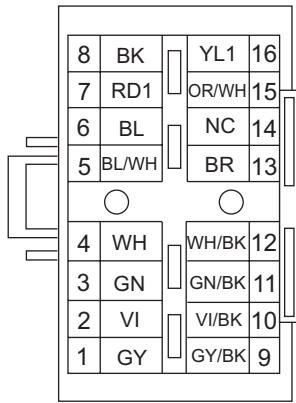 8 BK YL1 16
7 RD1 OR/WH 15
6 BL NC 14
5 BL/WH BR 13
4 WH WH/BK 12
3 GN GN/BK 11
2 VI VI/BK 10
1 GY GY/BK 9